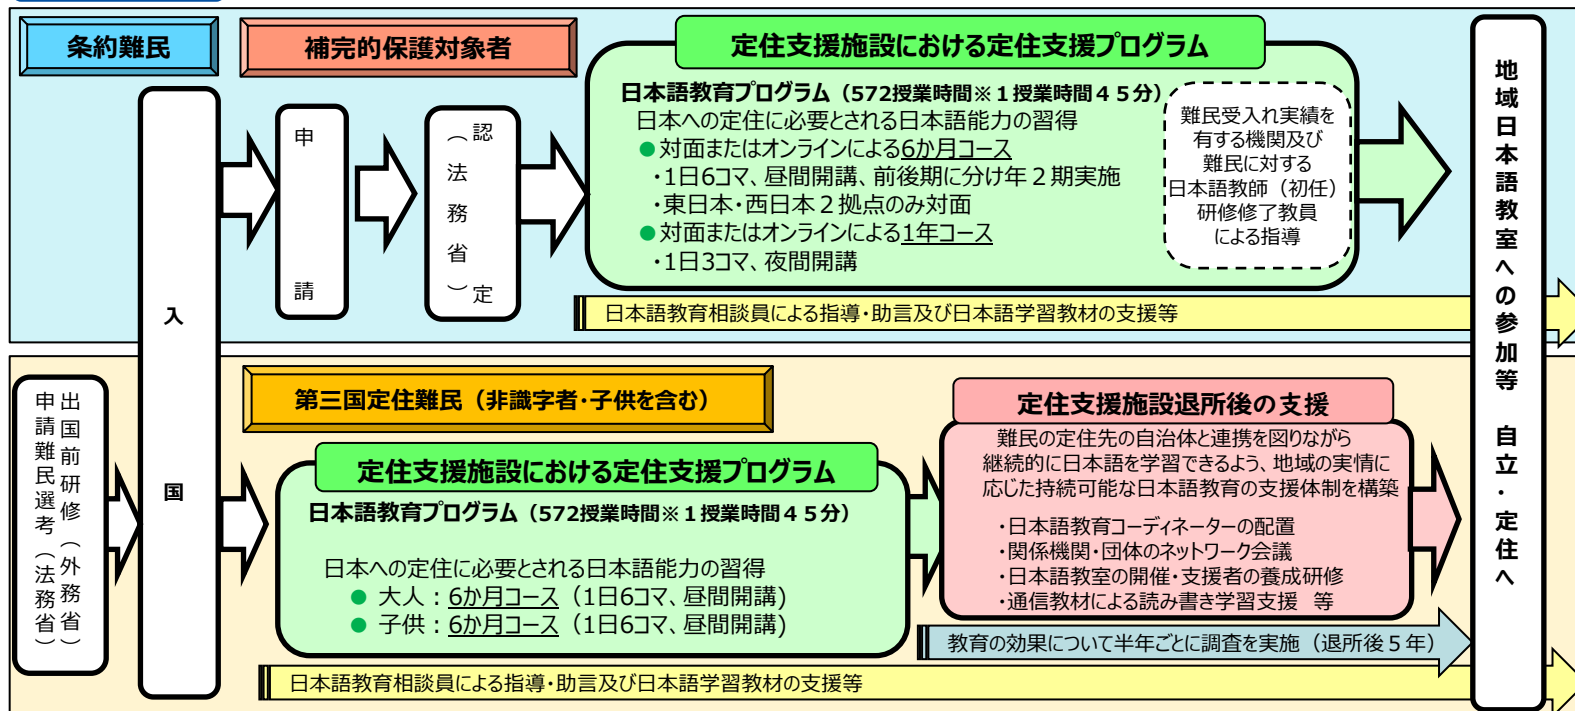 条約難民
補完的保護対象者
入国
申請
認定
（法務省）
定住支援施設における定住支援プログラム
日本語教育プログラム（572授業時間※１授業時間４５分）
日本への定住に必要とされる日本語能力の習得
●対面またはオンラインによる6か月コース
・1日6コマ、昼間開講、前後期に分け年２期実施
・東日本・西日本２拠点のみ対面
●対面またはオンラインによる1年コース
・1日3コマ、夜間開講
難民受入れ実績を
有する機関及び
難民に対する
日本語教師（初任）
研修修了教員
による指導
日本語教育相談員による指導・助言及び日本語学習教材の支援等
地域日本語教室への参加等　自立・定住へ
出国前研修（外務省）
申請難民選考（法務省）
第三国定住難民（非識字者・子供を含む）
定住支援施設における定住支援プログラム
日本語教育プログラム（572授業時間※１授業時間４５分）
日本への定住に必要とされる日本語能力の習得
● 大人：6か月コース（1日6コマ、昼間開講)
● 子供：6か月コース（1日6コマ、昼間開講)
定住支援施設退所後の支援
難民の定住先の自治体と連携を図りながら
継続的に日本語を学習できるよう、地域の実情に
応じた持続可能な日本語教育の支援体制を構築
・日本語教育コーディネーターの配置
・関係機関・団体のネットワーク会議
・日本語教室の開催・支援者の養成研修
・通信教材による読み書き学習支援　等
教育の効果について半年ごとに調査を実施（退所後５年）
日本語教育相談員による指導・助言及び日本語学習教材の支援等